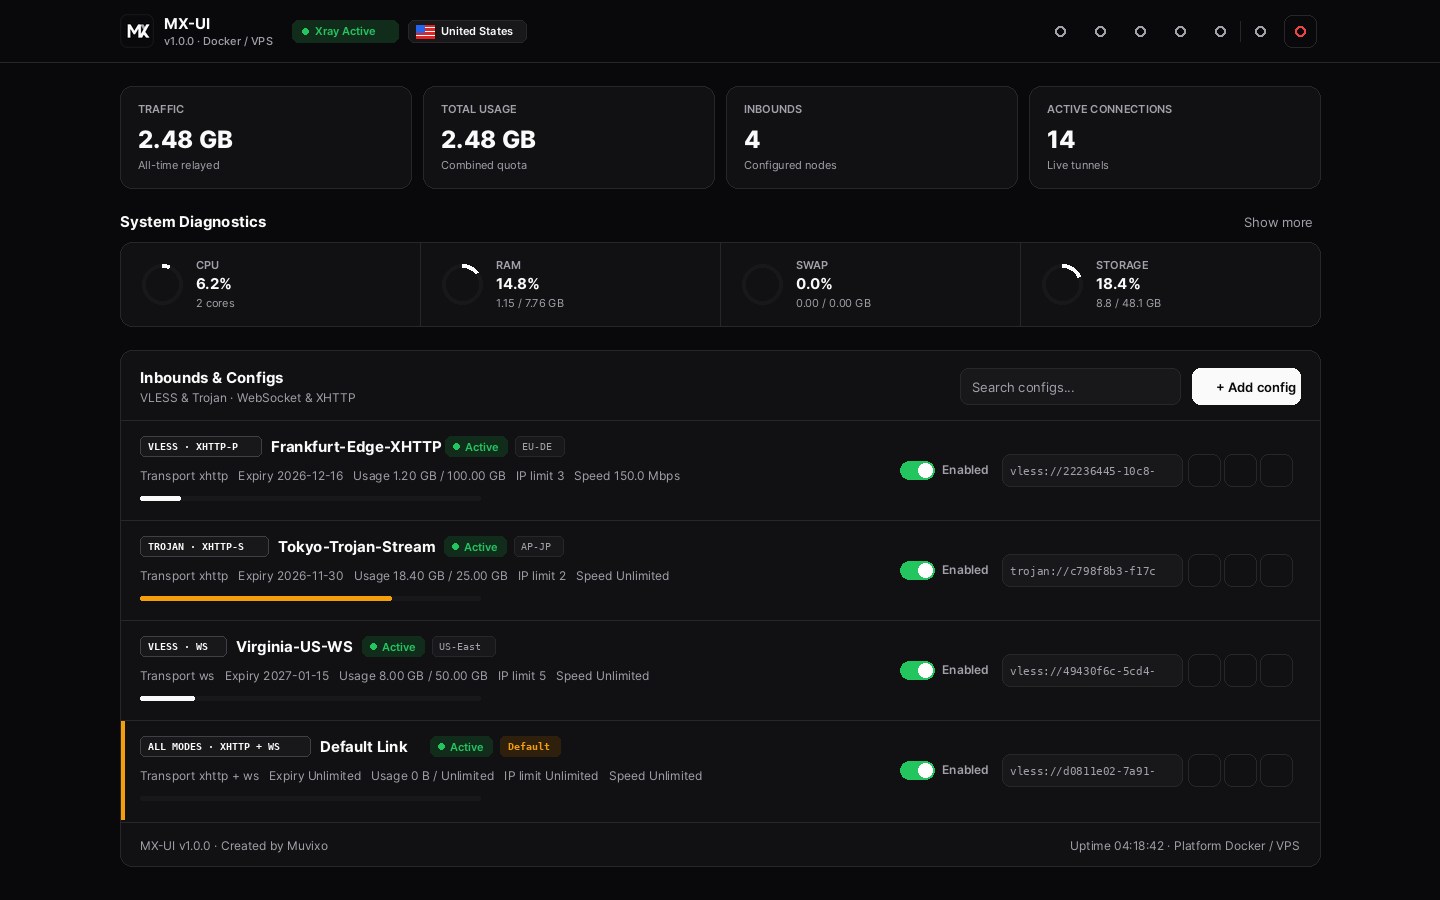 MX
MX-UI
v1.0.0 · Docker / VPS
Xray Active
United States
TRAFFIC
2.48 GB
All-time relayed
TOTAL USAGE
2.48 GB
Combined quota
INBOUNDS
4
Configured nodes
ACTIVE CONNECTIONS
14
Live tunnels
System Diagnostics
Show more
CPU
6.2%
2 cores
RAM
14.8%
1.15 / 7.76 GB
SWAP
0.0%
0.00 / 0.00 GB
STORAGE
18.4%
8.8 / 48.1 GB
Inbounds & Configs
VLESS & Trojan · WebSocket & XHTTP
Search configs...
+ Add config
VLESS · XHTTP-P Frankfurt-Edge-XHTTP Active EU-DE
Transport xhttp Expiry 2026-12-16 Usage 1.20 GB / 100.00 GB IP limit 3 Speed 150.0 Mbps
Enabled vless://22236445-10c8-
TROJAN · XHTTP-S Tokyo-Trojan-Stream Active AP-JP
Transport xhttp Expiry 2026-11-30 Usage 18.40 GB / 25.00 GB IP limit 2 Speed Unlimited
Enabled trojan://c798f8b3-f17c
VLESS · WS Virginia-US-WS Active US-East
Transport ws Expiry 2027-01-15 Usage 8.00 GB / 50.00 GB IP limit 5 Speed Unlimited
Enabled vless://49430f6c-5cd4-
ALL MODES · XHTTP + WS Default Link Active Default
Transport xhttp + ws Expiry Unlimited Usage 0 B / Unlimited IP limit Unlimited Speed Unlimited
Enabled vless://d0811e02-7a91-
MX-UI v1.0.0 · Created by Muvixo
Uptime 04:18:42 · Platform Docker / VPS